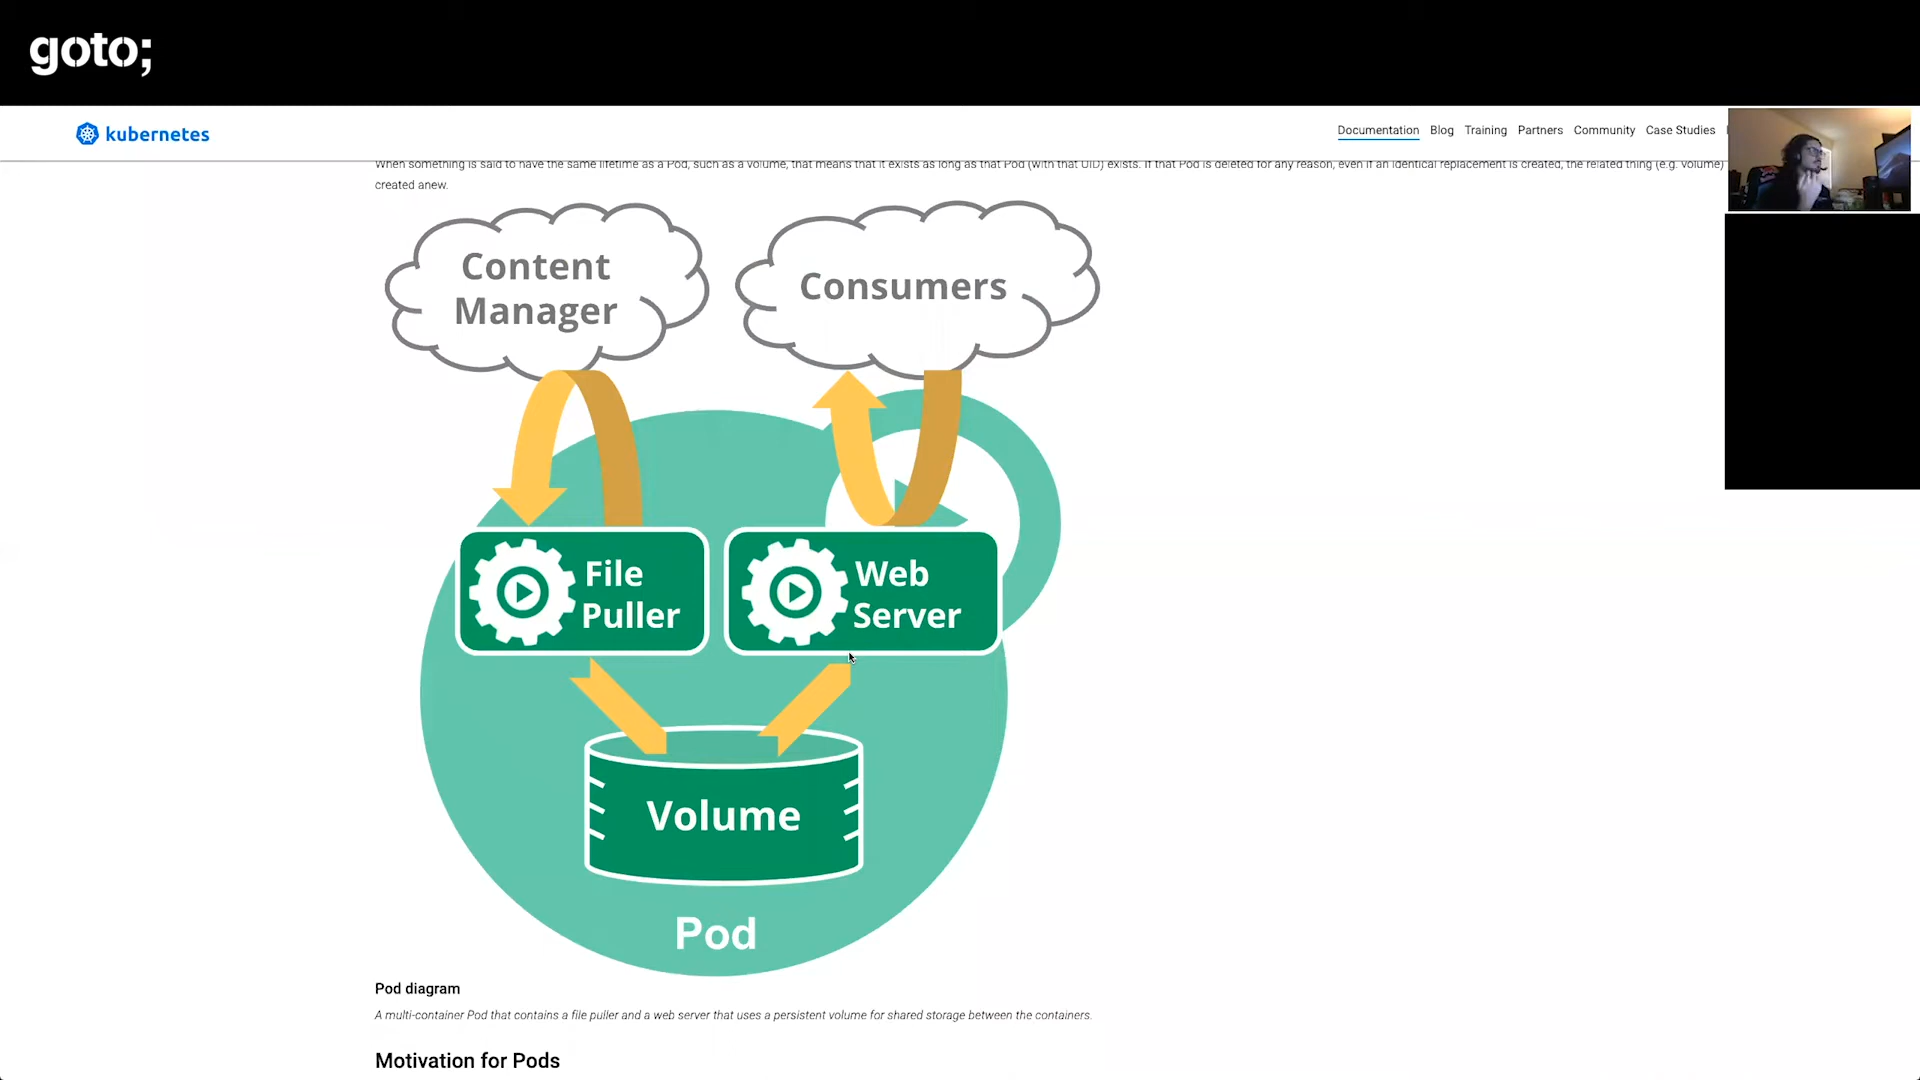 goto;
kubernetes
Documentation Blog Training Partners Community Case Studies
When something is said to have the same lifetime as a Pod, such as a volume, that means that it exists as long as that Pod (with that UID) exists. If that Pod is deleted for any reason, even if an identical replacement is created, the related thing (e.g. volume)
created anew.
Content
Manager
Consumers
File
Puller
Web
Server
Volume
Pod
Pod diagram
A multi-container Pod that contains a file puller and a web server that uses a persistent volume for shared storage between the containers.
Motivation for Pods